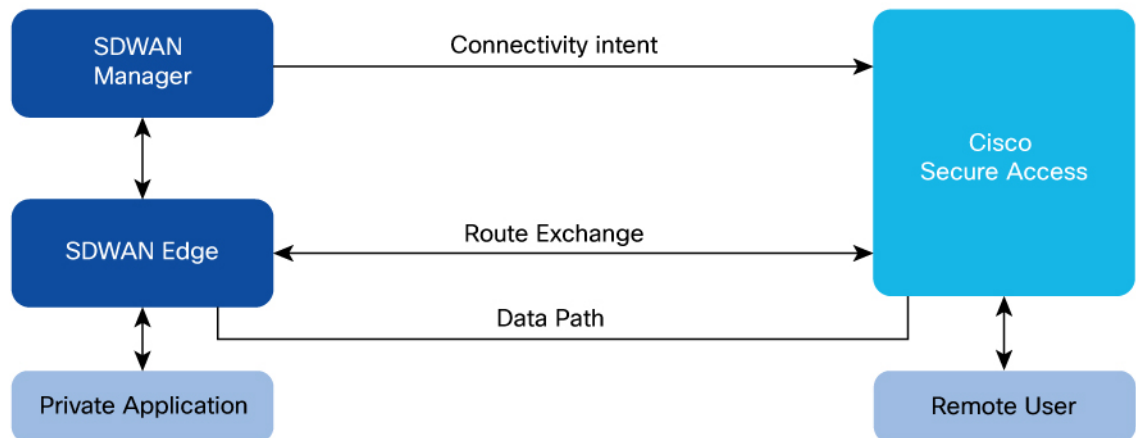 SDWAN
Manager
Connectivity intent
Cisco
Secure Access
SDWAN Edge
Route Exchange
Data Path
Private Application
Remote User